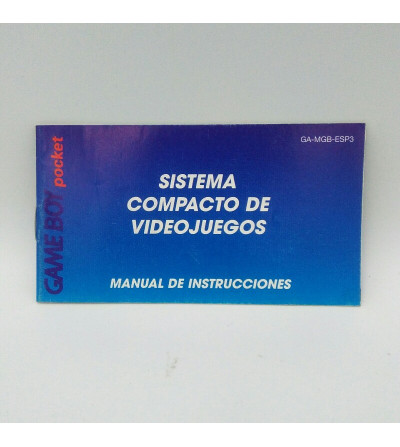 GAME BOY pocket
GA-MGB-ESP3
SISTEMA
COMPACTO DE
VIDEOJUEGOS
MANUAL DE INSTRUCCIONES